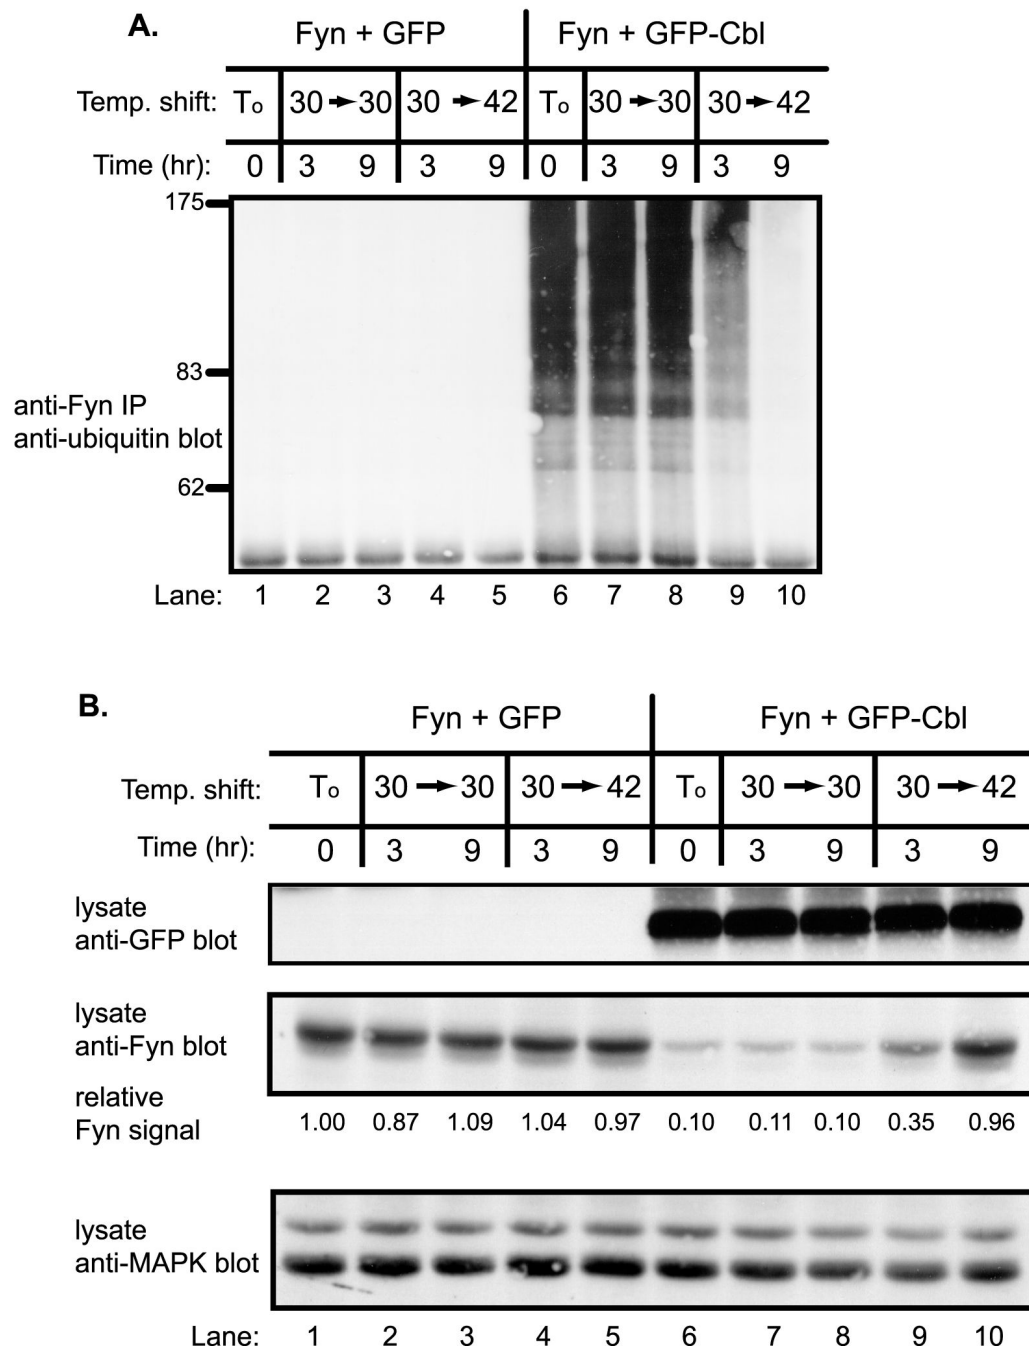 A.
Fyn + GFP Fyn + GFP-Cbl
Temp. shift: To 30 → 30 30 → 42 To 30 → 30 30 → 42
Time (hr): 0 3 9 3 9 0 3 9 3 9
175
83
anti-Fyn IP
anti-ubiquitin blot
62
Lane: 1 2 3 4 5 6 7 8 9 10
B.
Fyn + GFP Fyn + GFP-Cbl
Temp. shift: To 30 → 30 30 → 42 To 30 → 30 30 → 42
Time (hr): 0 3 9 3 9 0 3 9 3 9
lysate
anti-GFP blot
lysate
anti-Fyn blot
relative
Fyn signal 1.00 0.87 1.09 1.04 0.97 0.10 0.11 0.10 0.35 0.96
lysate
anti-MAPK blot
Lane: 1 2 3 4 5 6 7 8 9 10